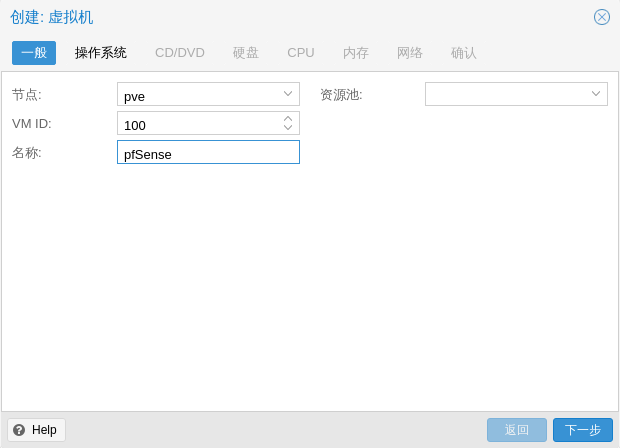 创建: 虚拟机
一般 操作系统 CD/DVD 硬盘 CPU 内存 网络 确认
节点: pve 资源池:
VM ID: 100
名称: pfSense
Help 返回 下一步